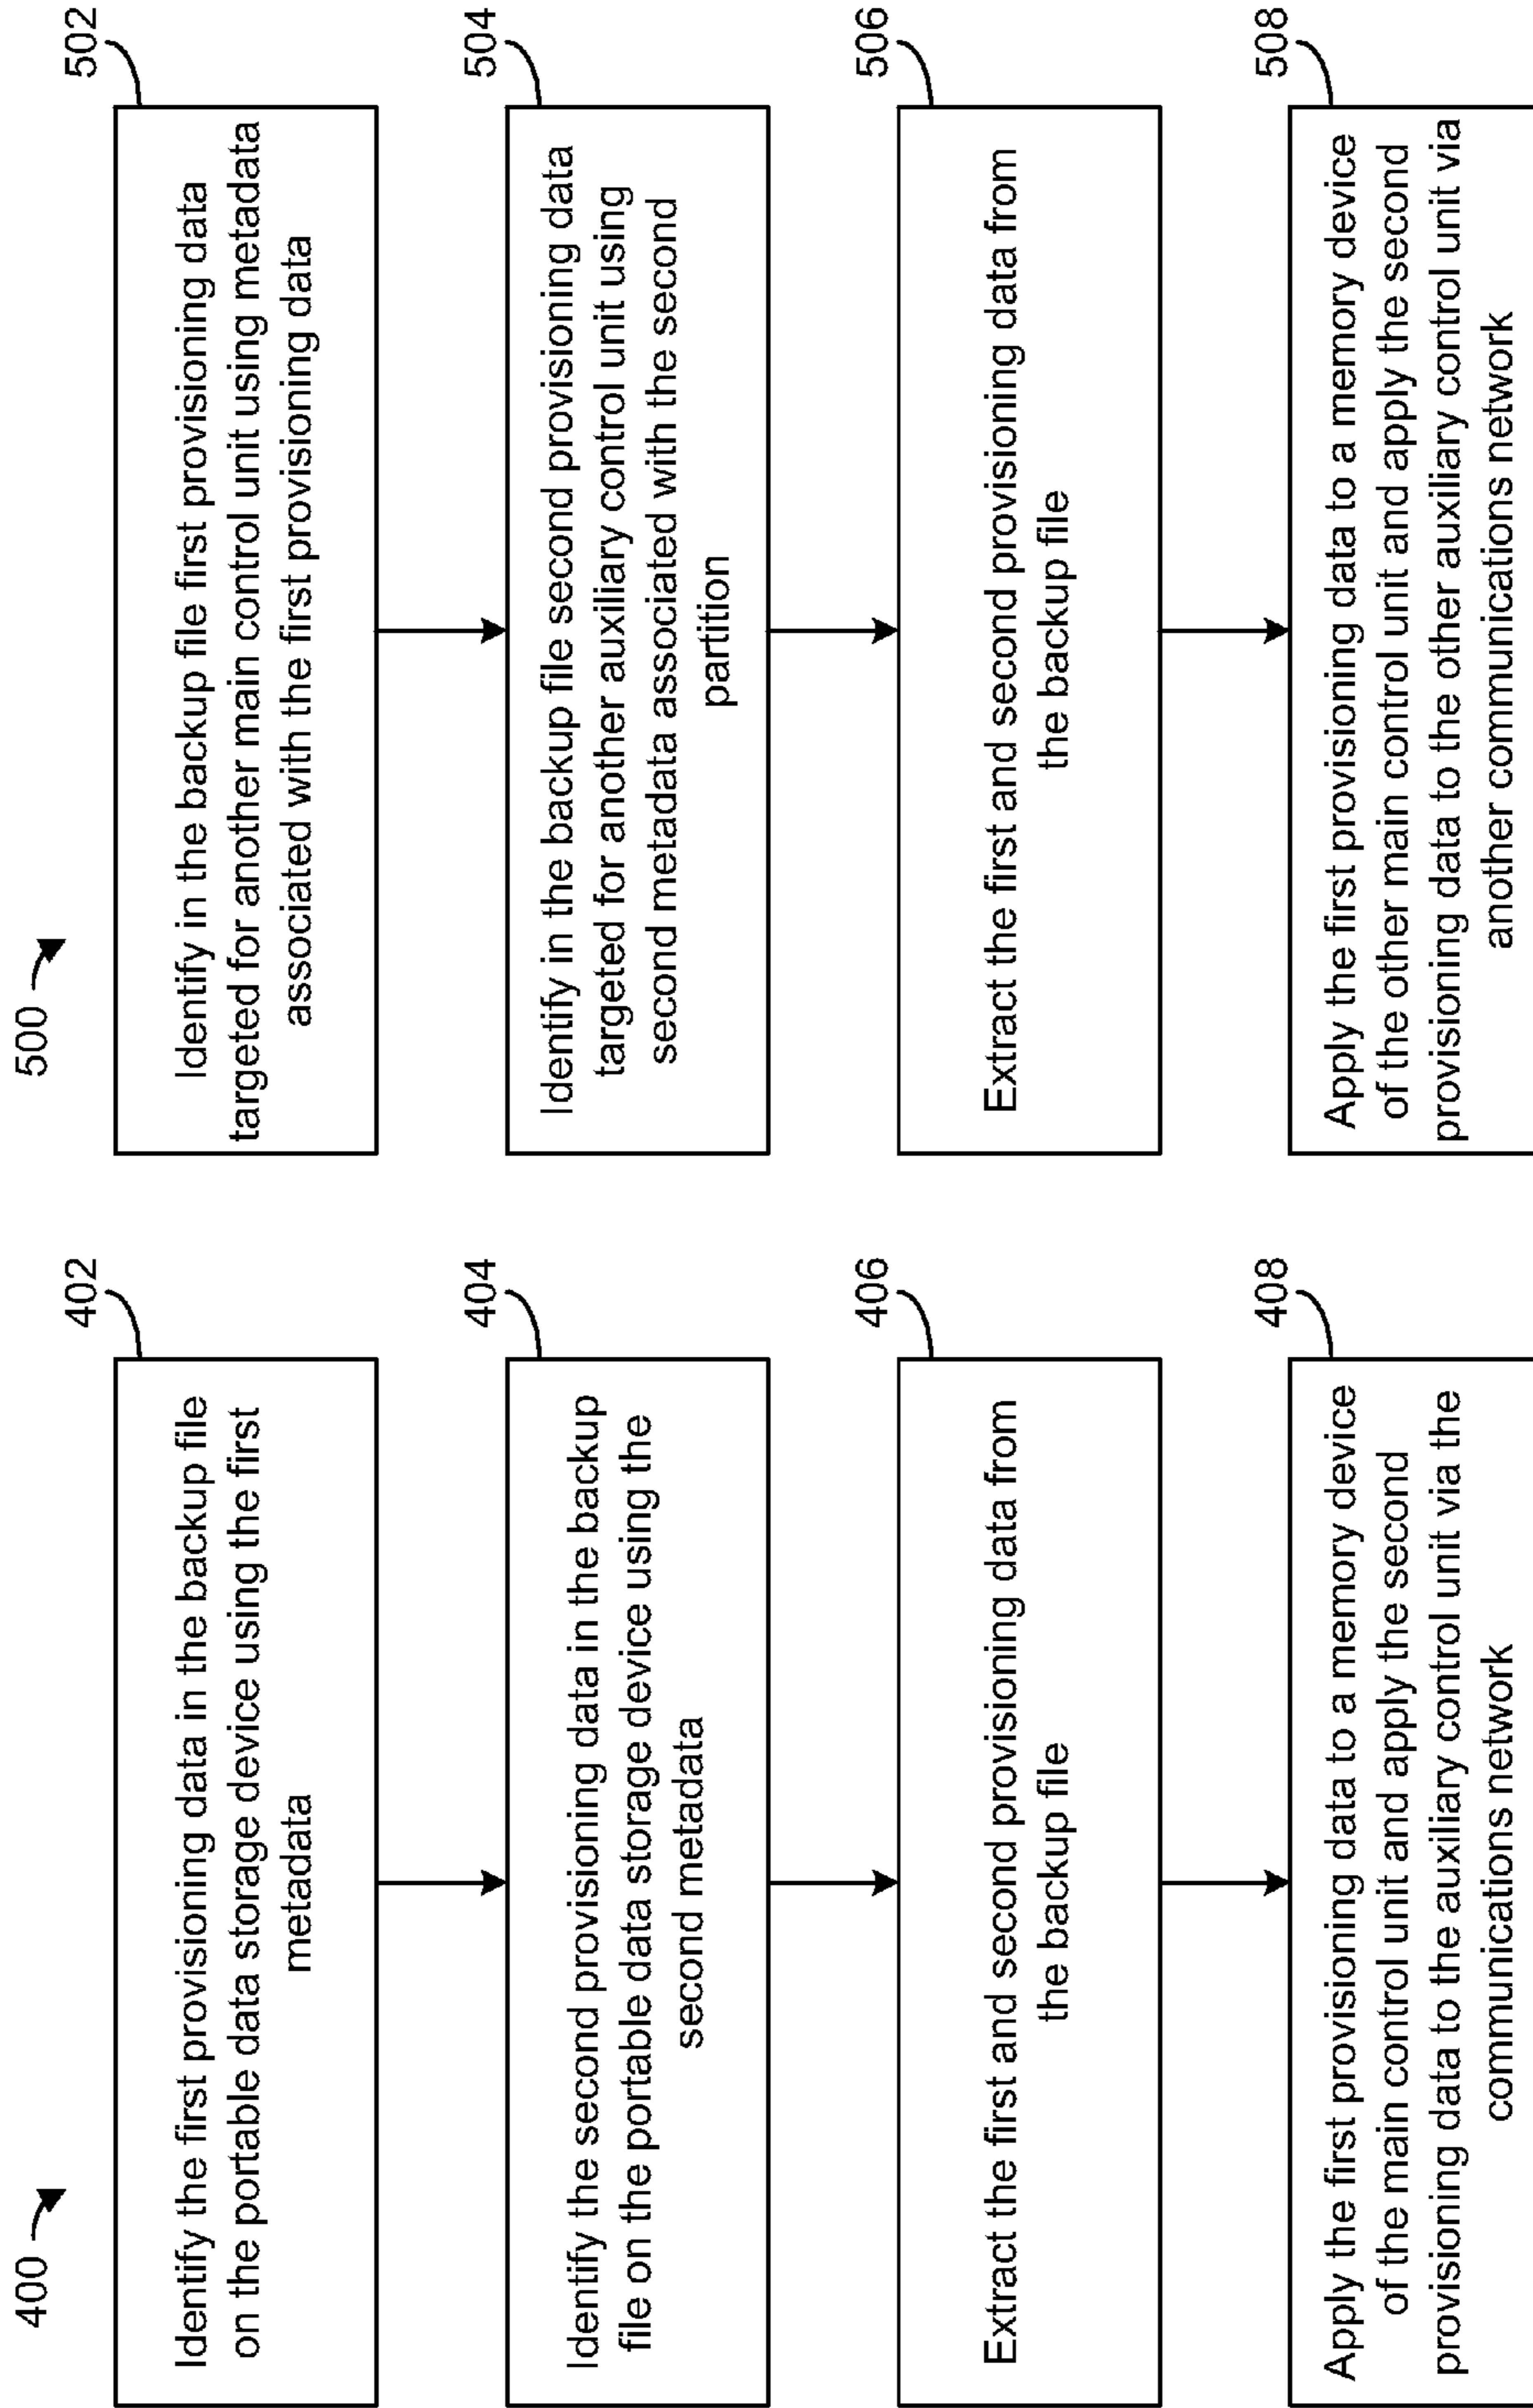 400
402
Identify the first provisioning data in the backup file
on the portable data storage device using the first
metadata
404
Identify the second provisioning data in the backup
file on the portable data storage device using the
second metadata
406
Extract the first and second provisioning data from
the backup file
408
Apply the first provisioning data to a memory device
of the main control unit and apply the second
provisioning data to the auxiliary control unit via the
communications network
500
502
Identify in the backup file first provisioning data
targeted for another main control unit using metadata
associated with the first provisioning data
504
Identify in the backup file second provisioning data
targeted for another auxiliary control unit using
second metadata associated with the second
partition
506
Extract the first and second provisioning data from
the backup file
508
Apply the first provisioning data to a memory device
of the other main control unit and apply the second
provisioning data to the other auxiliary control unit via
another communications network